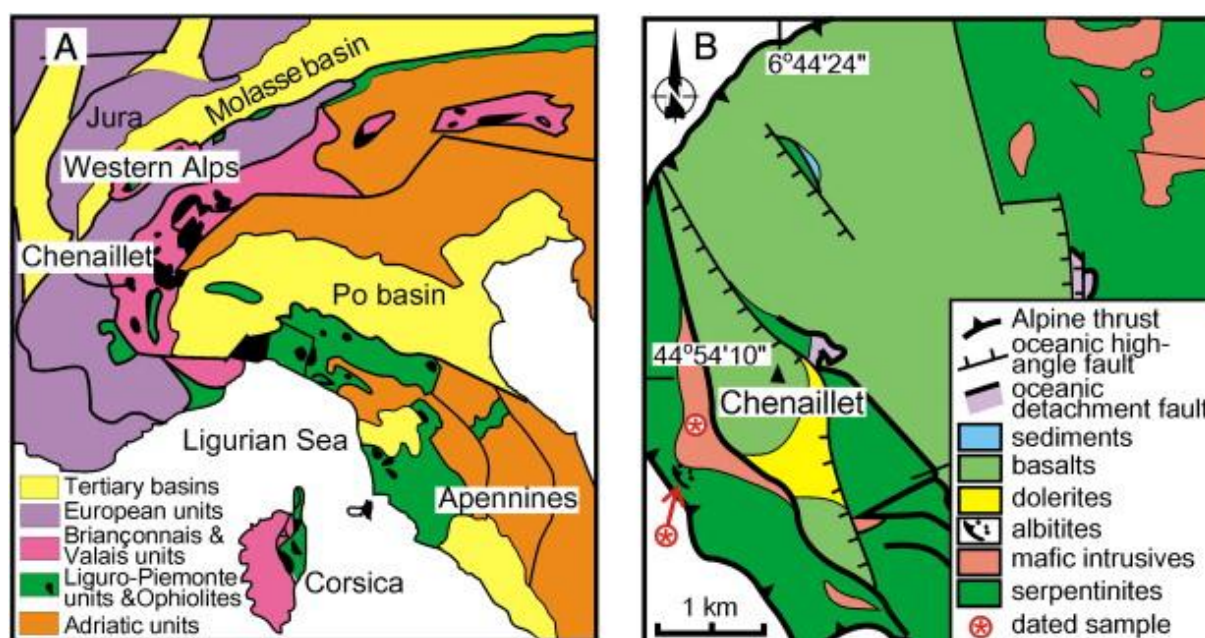 A
Jura
Molasse basin
Western Alps
Chenaillet
Po basin
Ligurian Sea
Apennines
Corsica
Tertiary basins
European units
Briançonnais &
Valais units
Liguro-Piemonte
units &Ophiolites
Adriatic units
B
6°44'24"
44°54'10"
Chenaillet
1 km
Alpine thrust
oceanic high-
angle fault
oceanic
detachment fault
sediments
basalts
dolerites
albitites
mafic intrusives
serpentinites
dated sample